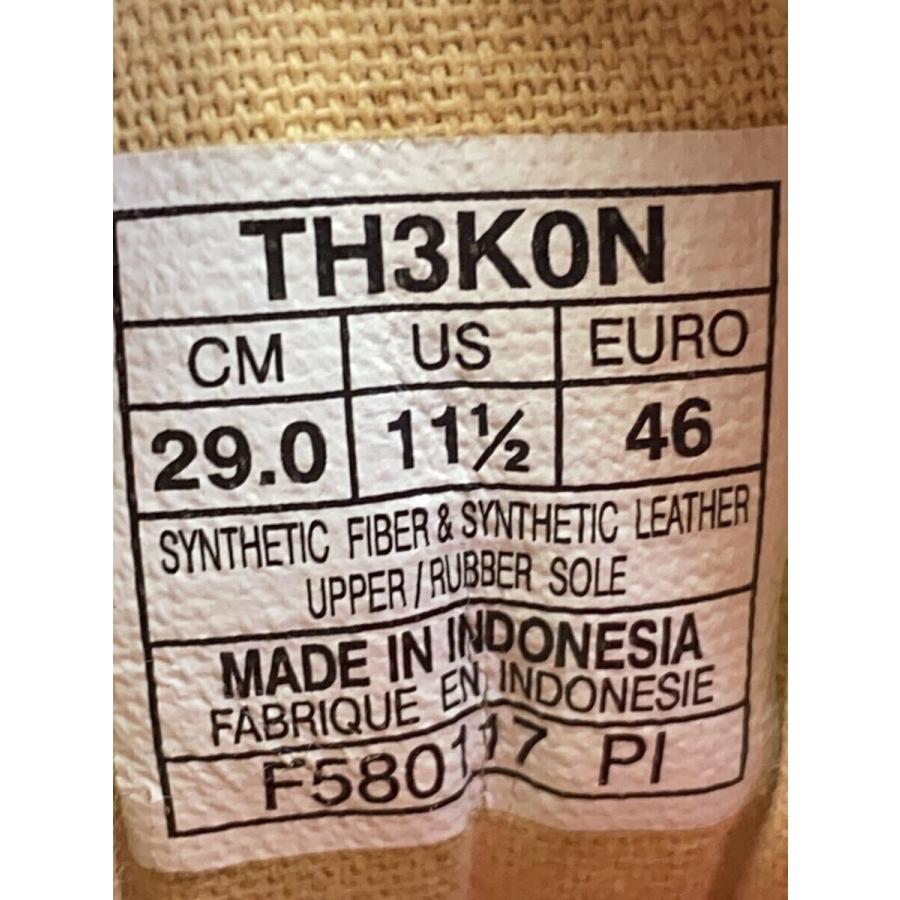 TH3K0N
CM US EURO
29.0 11½ 46
SYNTHETIC FIBER & SYNTHETIC LEATHER
UPPER / RUBBER SOLE
MADE IN INDONESIA
FABRIQUE EN INDONESIE
F580117 PI